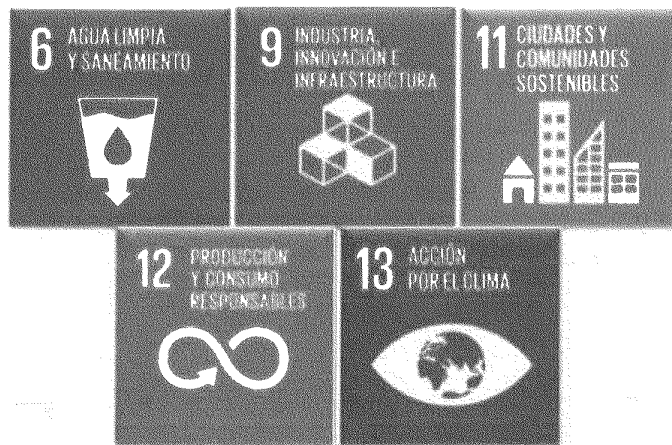 6 AGUA LIMPIA
Y SANEAMIENTO
9 INDUSTRIA,
INNOVACIÓN E
INFRAESTRUCTURA
11 CIUDADES Y
COMUNIDADES
SOSTENIBLES
12 PRODUCCIÓN
Y CONSUMO
RESPONSABLES
13 ACCIÓN
POR EL CLIMA